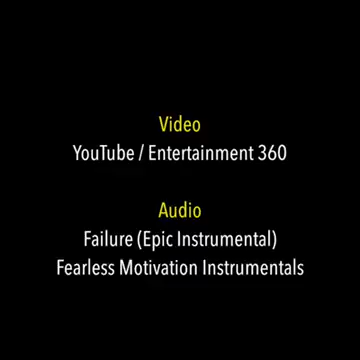 Video
YouTube / Entertainment 360
Audio
Failure (Epic Instrumental)
Fearless Motivation Instrumentals